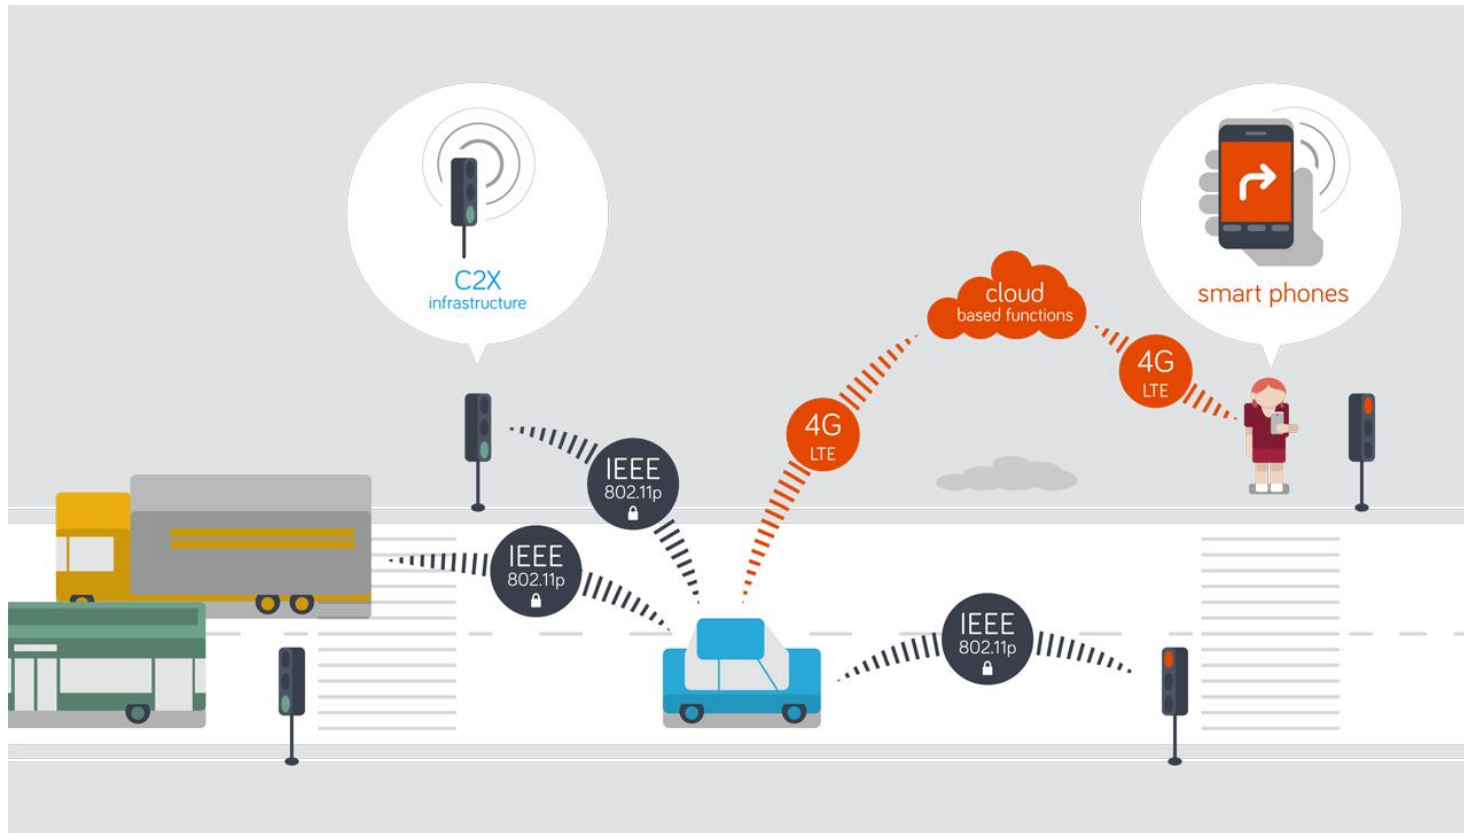 C2X
infrastructure
smart phones
cloud
based functions
4G
LTE
4G
LTE
IEEE
802.11p
IEEE
802.11p
IEEE
802.11p